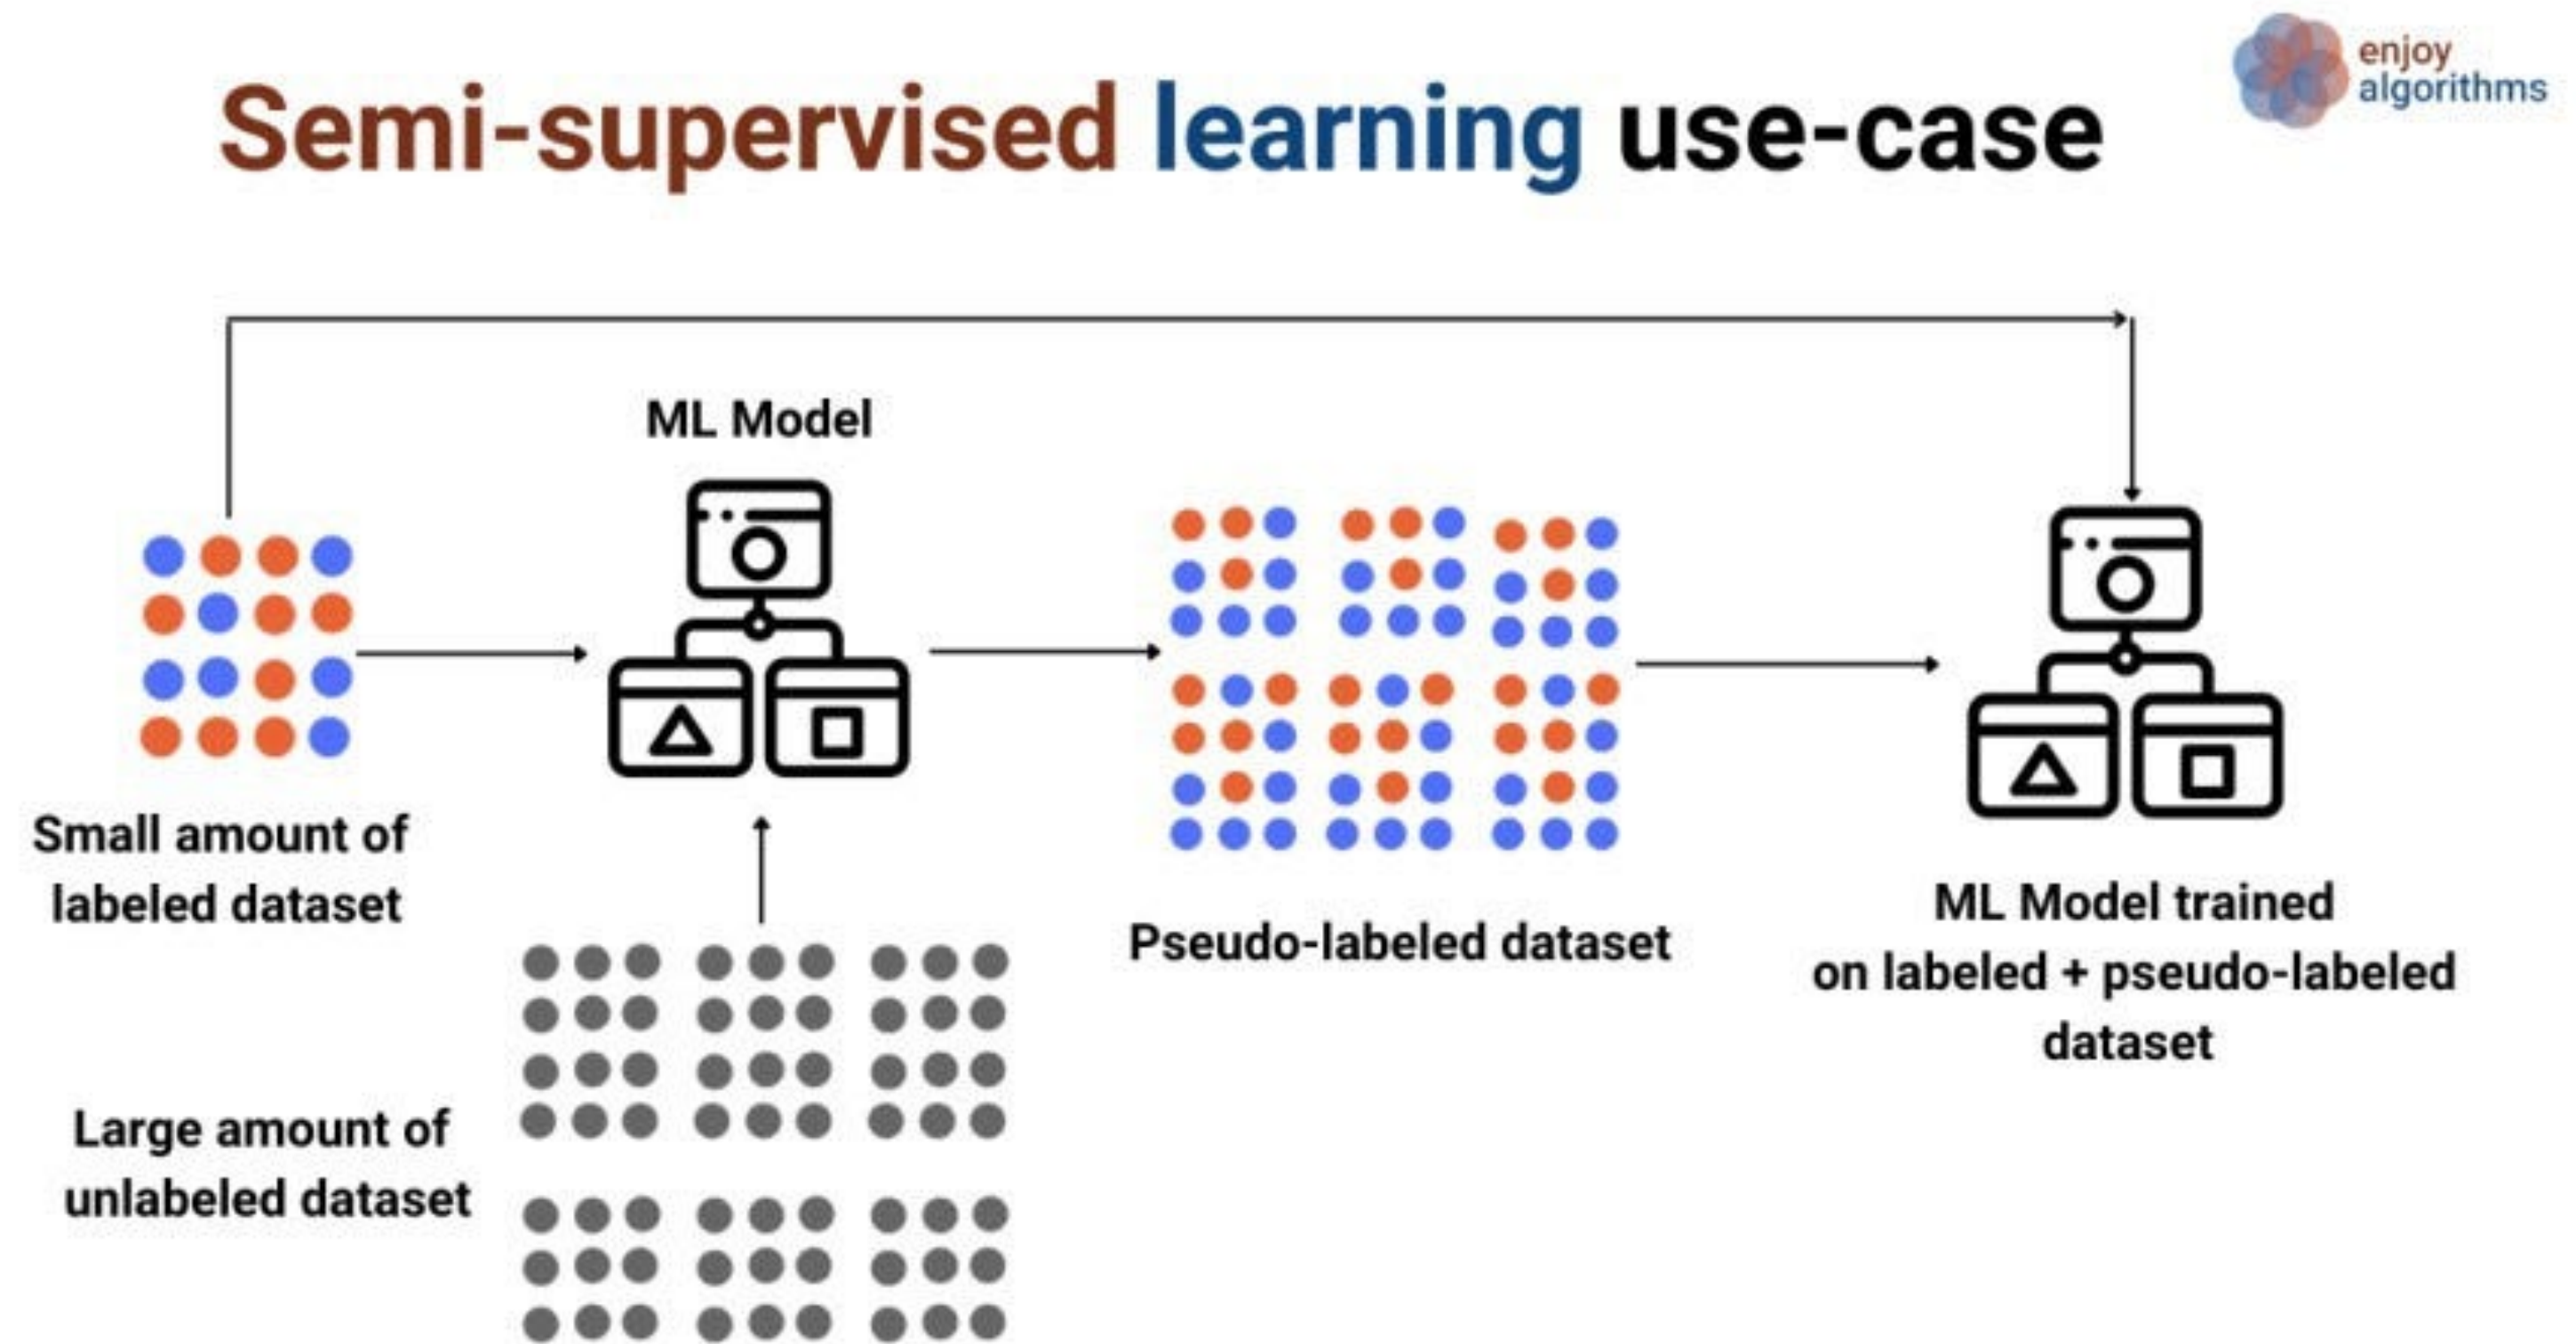 enjoy
algorithms
Semi-supervised learning use-case
ML Model
Small amount of
labeled dataset
Pseudo-labeled dataset
ML Model trained
on labeled + pseudo-labeled
dataset
Large amount of
unlabeled dataset